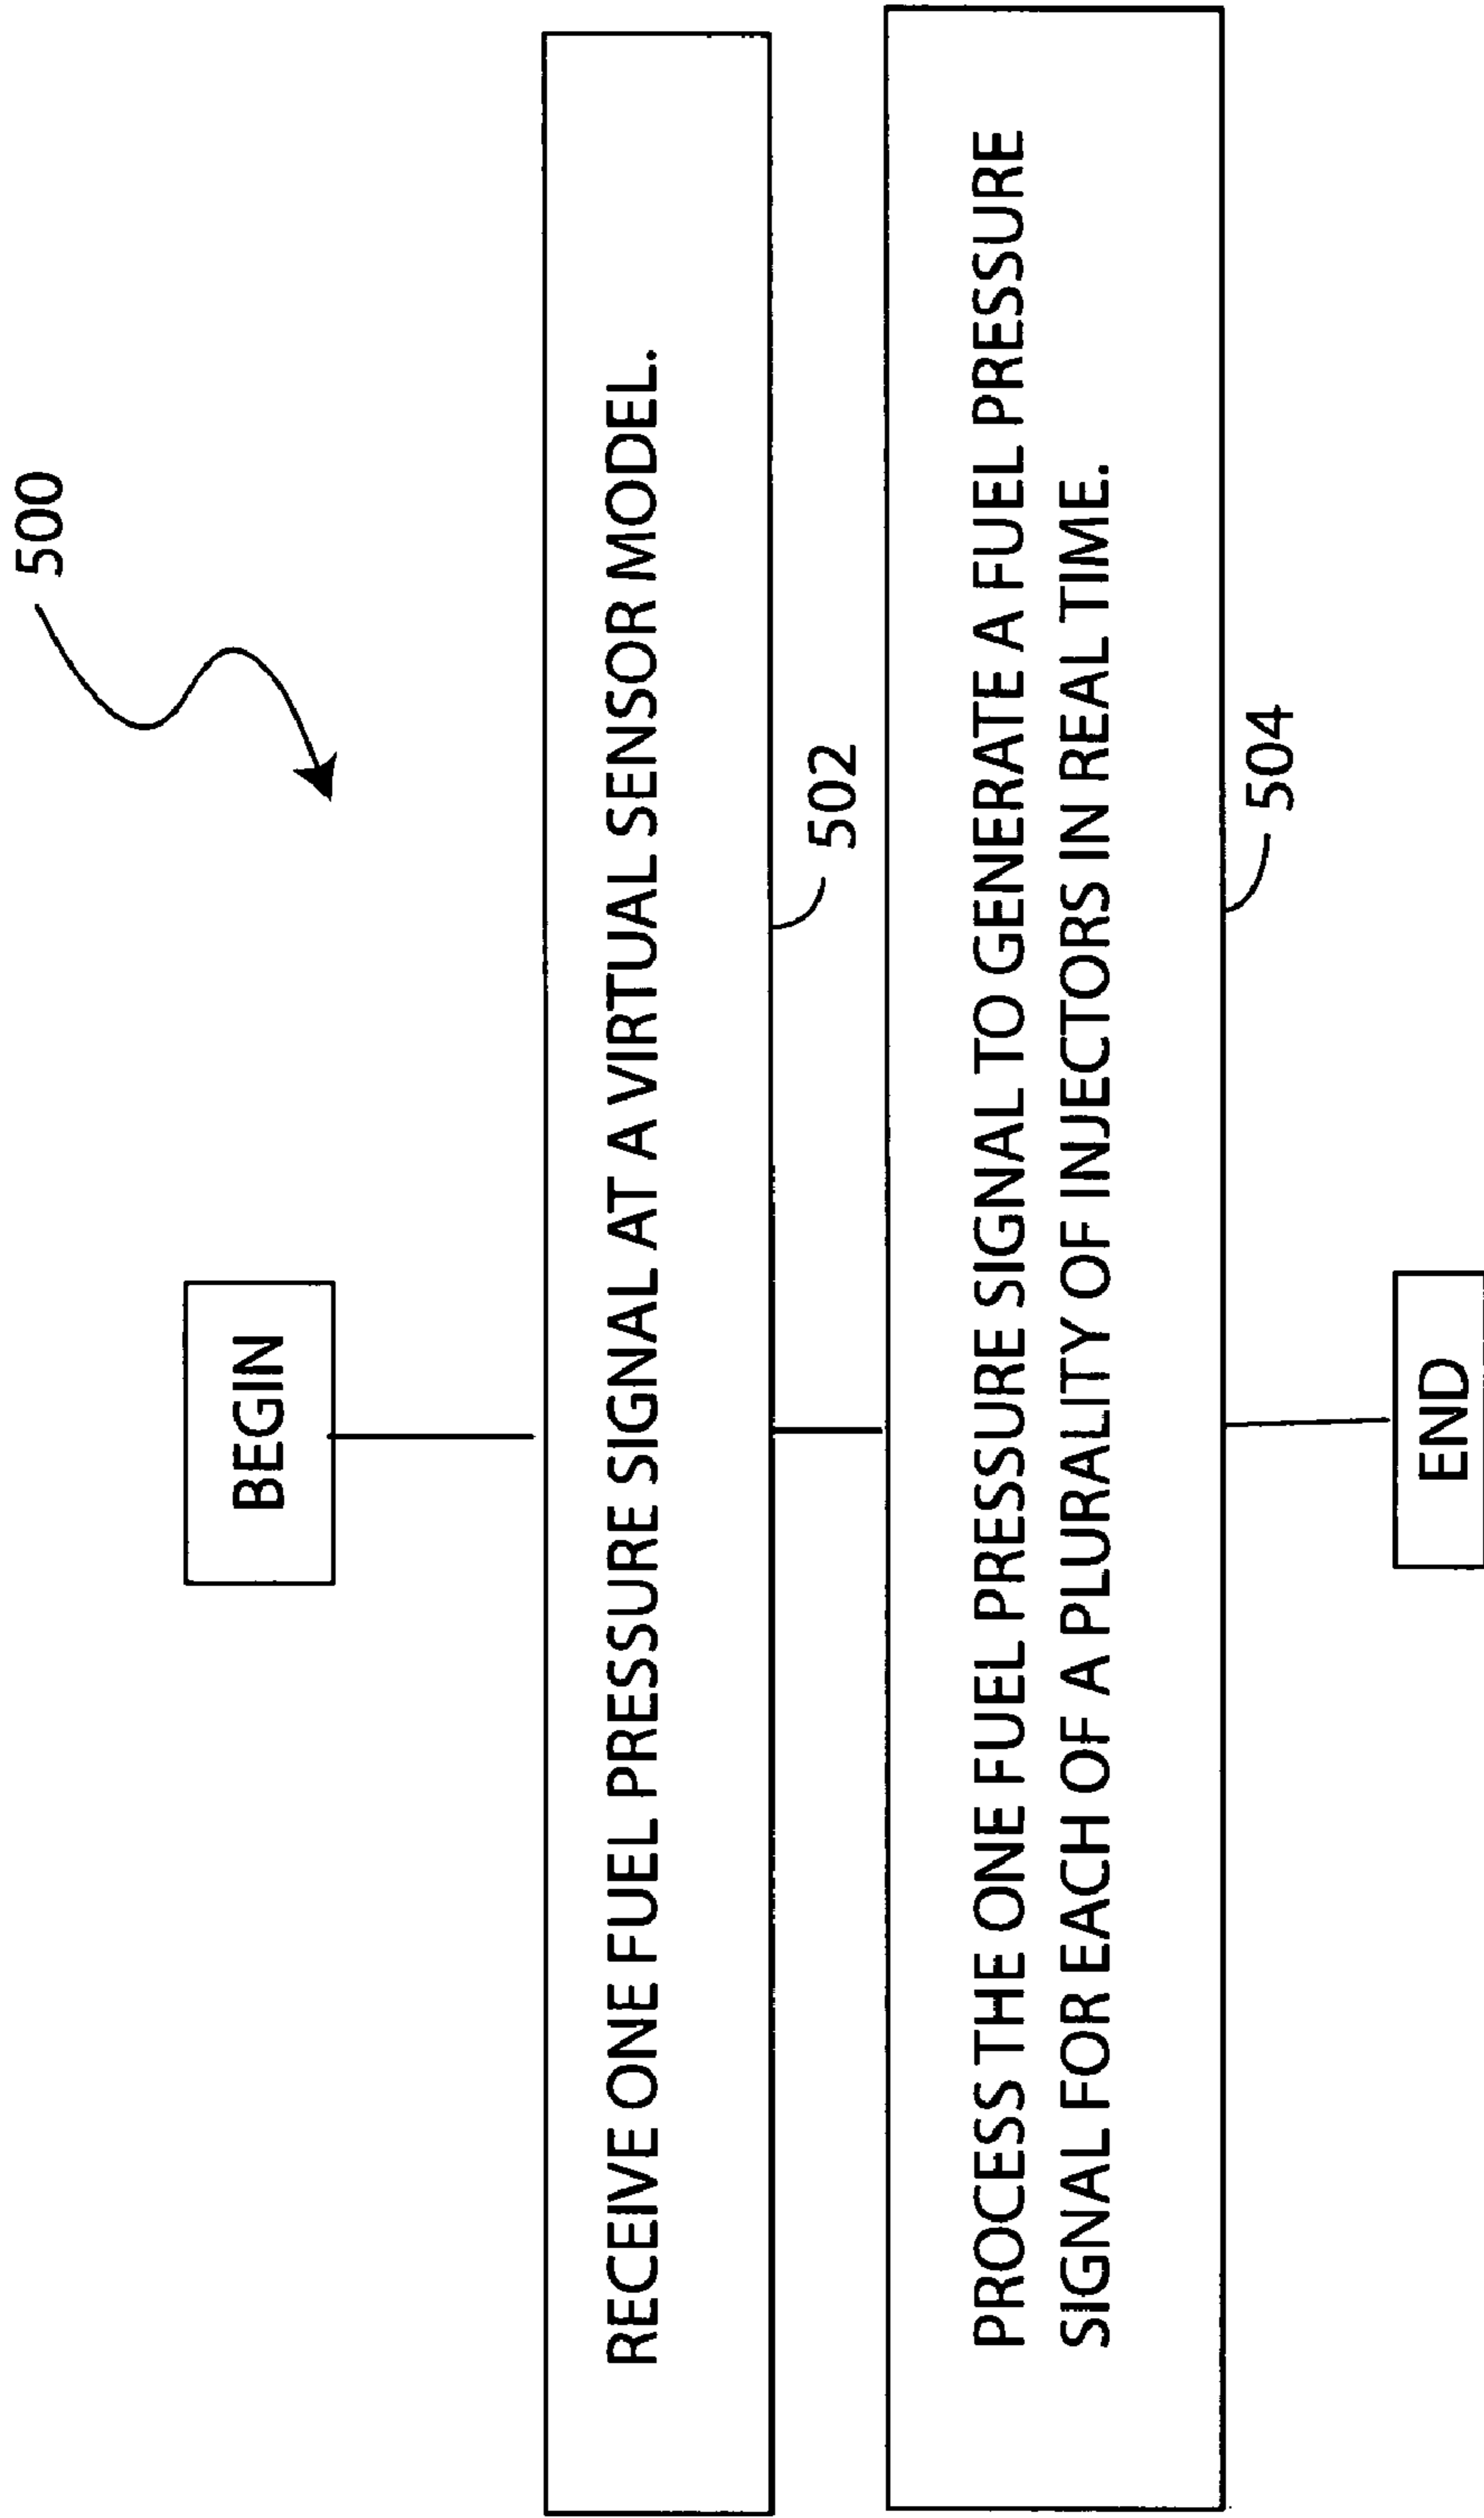 500
BEGIN
RECEIVE ONE FUEL PRESSURE SIGNAL AT A VIRTUAL SENSOR MODEL.
502
PROCESS THE ONE FUEL PRESSURE SIGNAL TO GENERATE A FUEL PRESSURE
SIGNAL FOR EACH OF A PLURALITY OF INJECTORS IN REAL TIME.
504
END